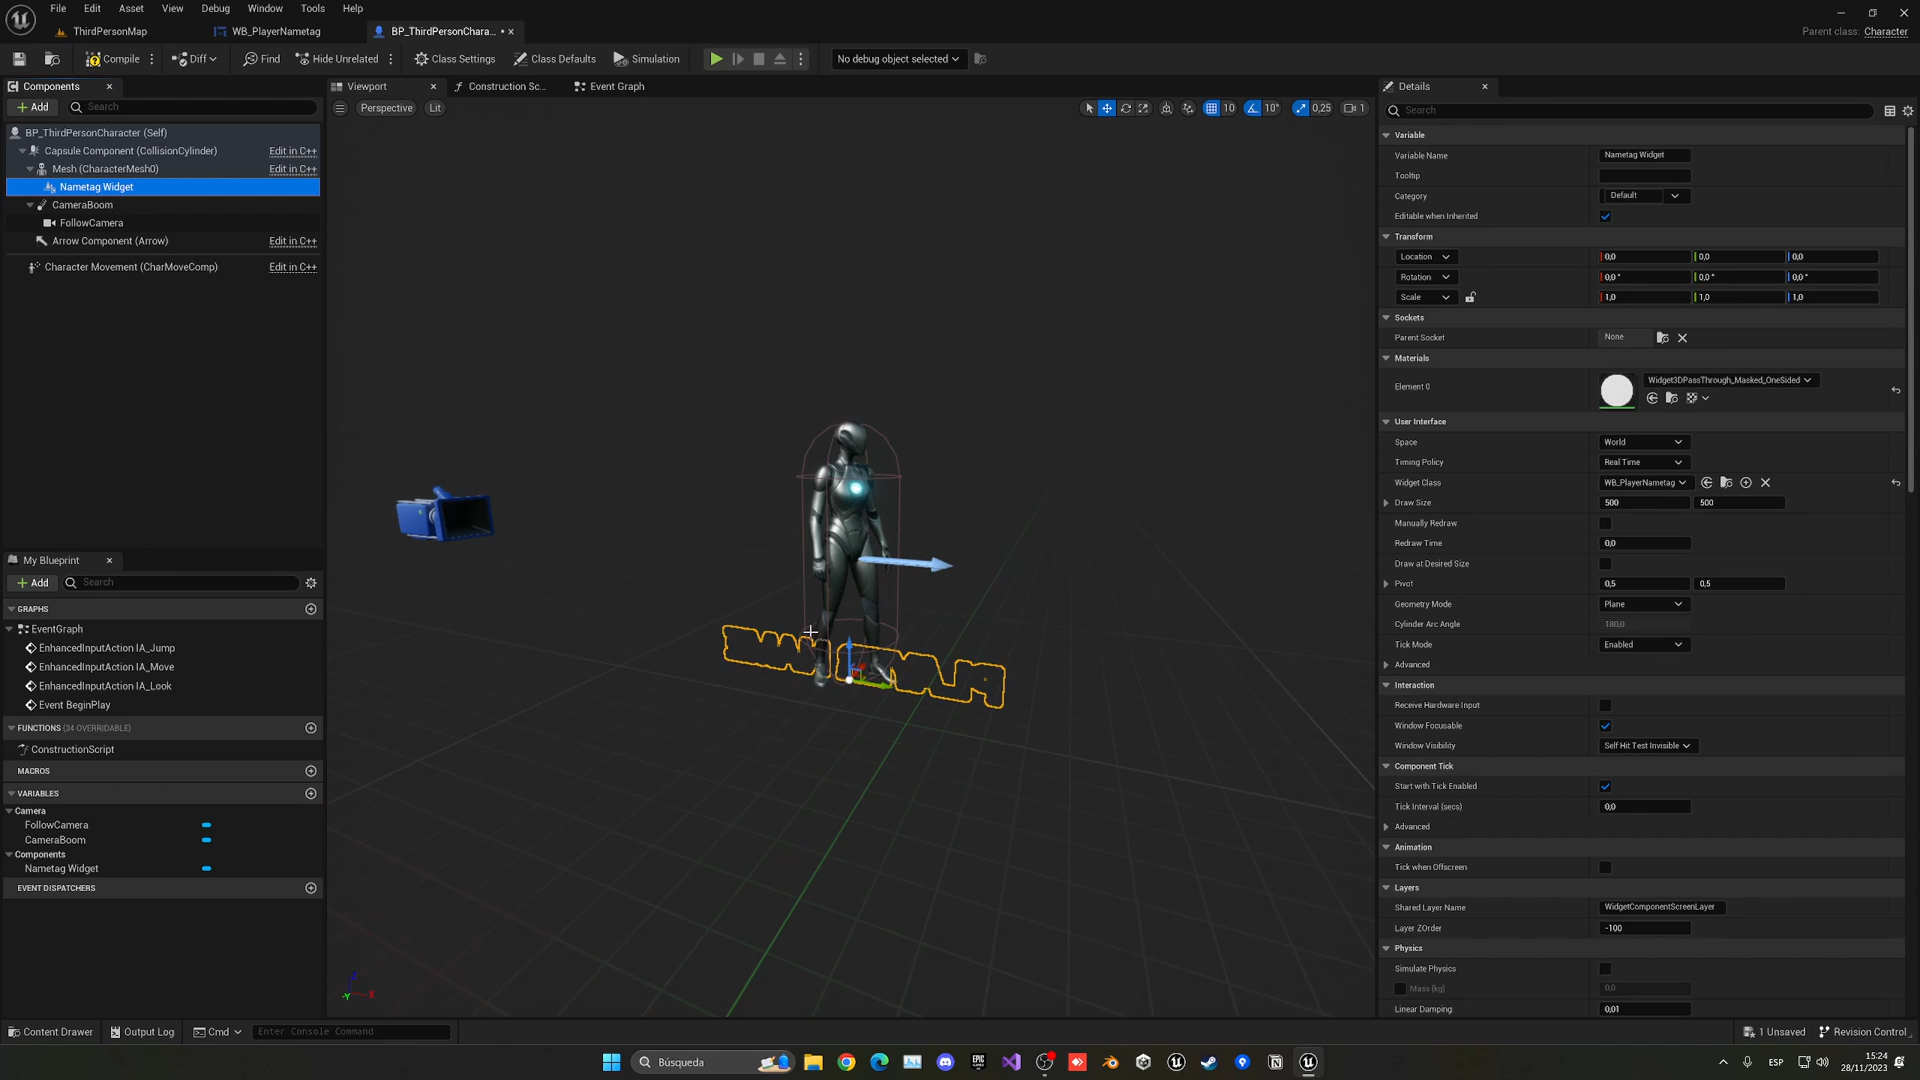 File Edit Asset View Debug Window Tools Help
ThirdPersonMap WB_PlayerNametag BP_ThirdPersonChara... •
Parent class: Character
Compile Diff Find Hide Unrelated Class Settings Class Defaults Simulation No debug object selected
Components
Add Search
BP_ThirdPersonCharacter (Self)
Capsule Component (CollisionCylinder) Edit in C++
Mesh (CharacterMesh0) Edit in C++
Nametag Widget
CameraBoom
FollowCamera
Arrow Component (Arrow) Edit in C++
Character Movement (CharMoveComp) Edit in C++
My Blueprint
Add Search
GRAPHS
EventGraph
EnhancedInputAction IA_Jump
EnhancedInputAction IA_Move
EnhancedInputAction IA_Look
Event BeginPlay
FUNCTIONS (34 OVERRIDABLE)
ConstructionScript
MACROS
VARIABLES
Camera
FollowCamera
CameraBoom
Components
Nametag Widget
EVENT DISPATCHERS
Viewport Construction Sc... Event Graph
Perspective Lit 10 10° 0,25 1
Z
Y X
Details
Search
Variable
Variable Name Nametag Widget
Tooltip
Category Default
Editable when Inherited
Transform
Location 0,0 0,0 0,0
Rotation 0,0 ° 0,0 ° 0,0 °
Scale 1,0 1,0 1,0
Sockets
Parent Socket None
Materials
Element 0 Widget3DPassThrough_Masked_OneSided
User Interface
Space World
Timing Policy Real Time
Widget Class WB_PlayerNametag
Draw Size 500 500
Manually Redraw
Redraw Time 0,0
Draw at Desired Size
Pivot 0,5 0,5
Geometry Mode Plane
Cylinder Arc Angle 180,0
Tick Mode Enabled
Advanced
Interaction
Receive Hardware Input
Window Focusable
Window Visibility Self Hit Test Invisible
Component Tick
Start with Tick Enabled
Tick Interval (secs) 0,0
Advanced
Animation
Tick when Offscreen
Layers
Shared Layer Name WidgetComponentScreenLayer
Layer ZOrder -100
Physics
Simulate Physics
Mass (kg) 0,0
Linear Damping 0,01
Content Drawer Output Log Cmd Enter Console Command 1 Unsaved Revision Control
Búsqueda
ESP 15:24
28/11/2023